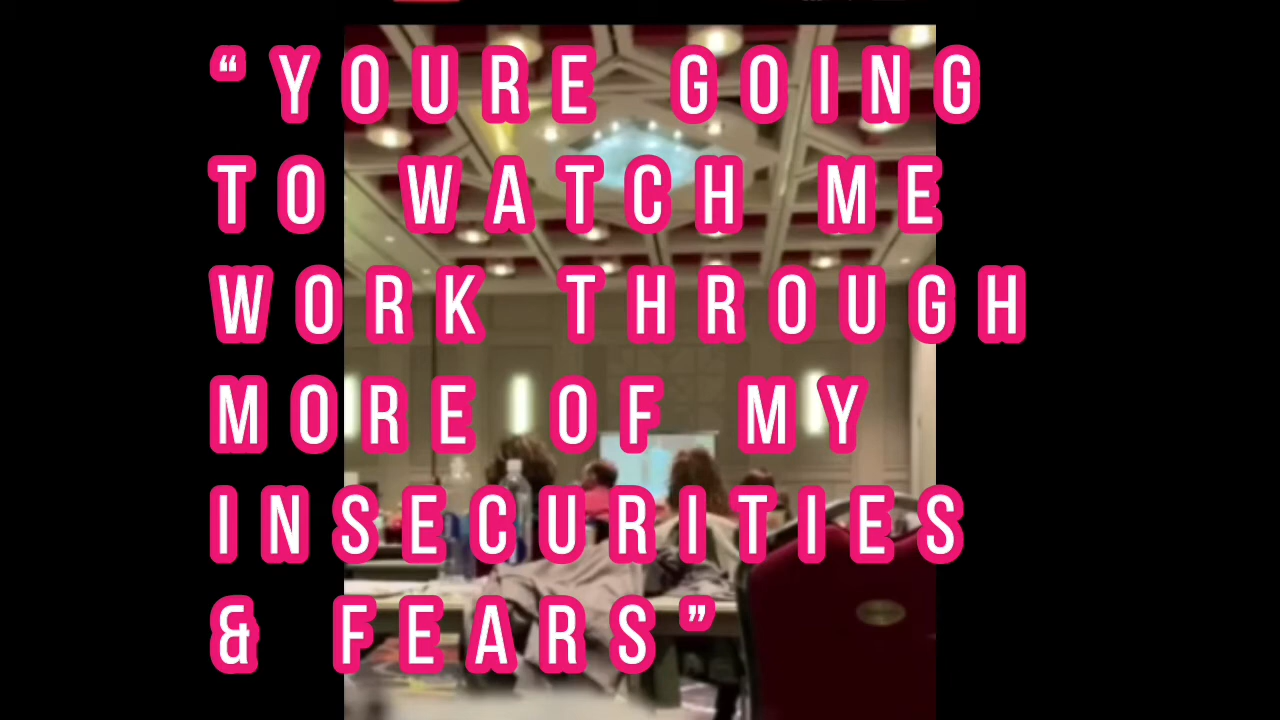 “YOURE GOING
TO WATCH ME
WORK THROUGH
MORE OF MY
INSECURITIES
& FEARS”